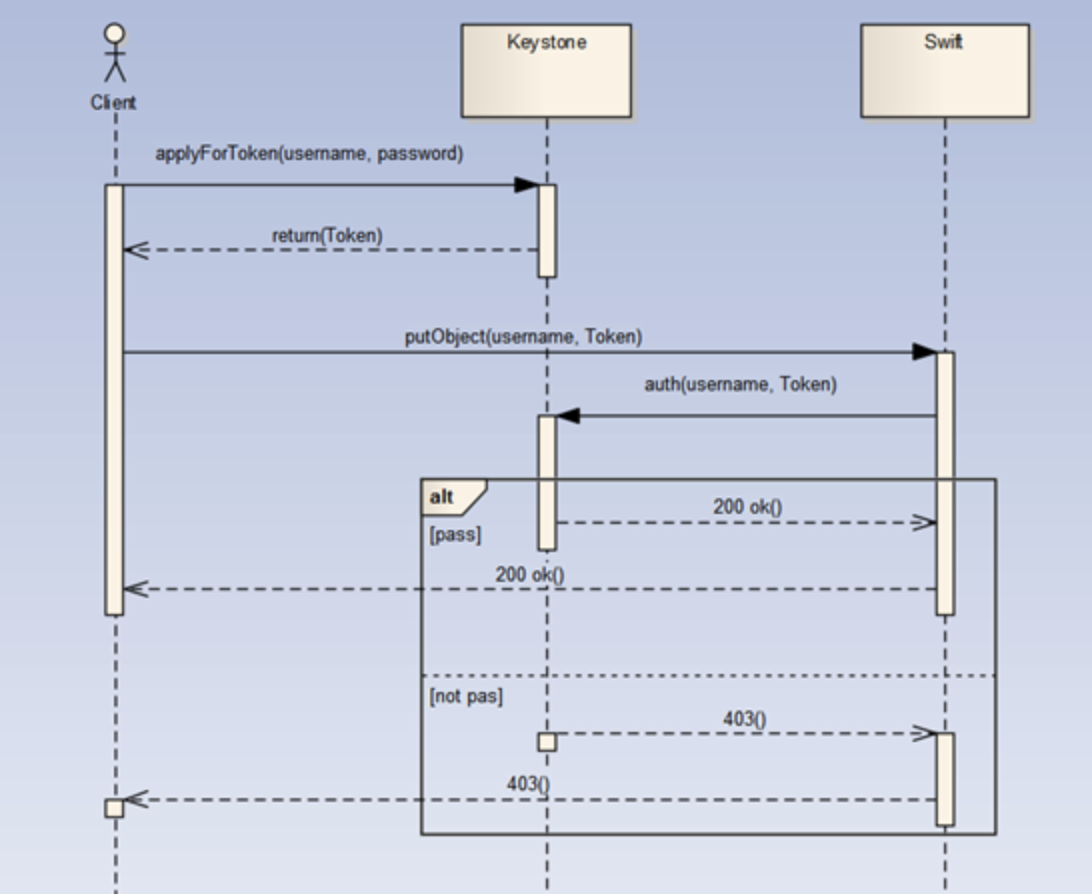 Client
Keystone
Swift
applyForToken(username, password)
return(Token)
putObject(username, Token)
auth(username, Token)
alt
200 ok()
[pass]
200 ok()
[not pas]
403()
403()